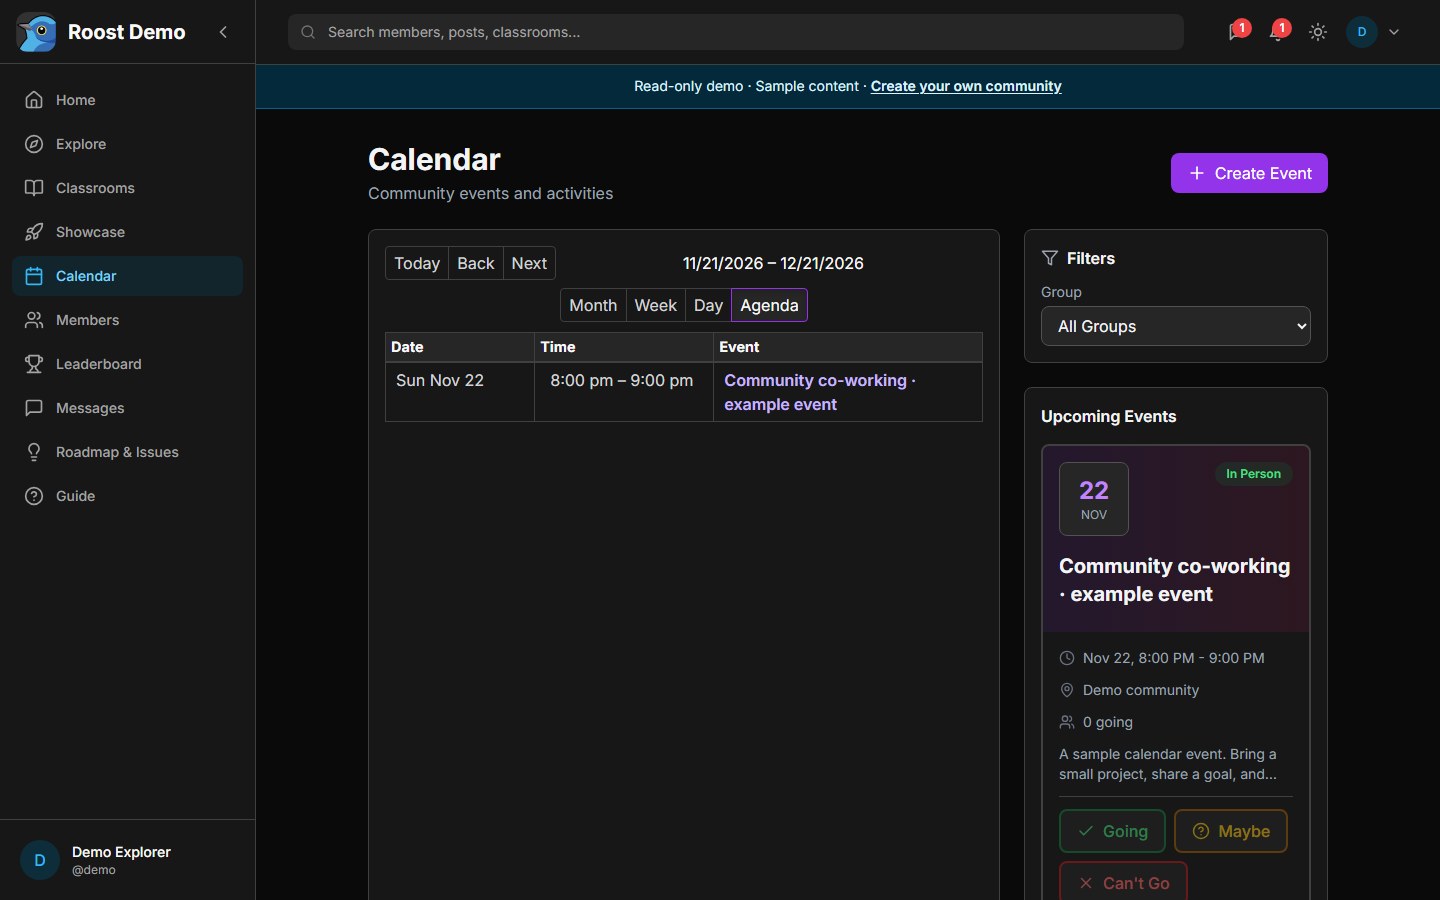 Roost Demo
Search members, posts, classrooms...
1
1
D
Read-only demo · Sample content · Create your own community
Home
Explore
Classrooms
Showcase
Calendar
Members
Leaderboard
Messages
Roadmap & Issues
Guide
D
Demo Explorer
@demo
Calendar
Community events and activities
Create Event
Today Back Next
11/21/2026 – 12/21/2026
Month Week Day Agenda
Date Time Event
Sun Nov 22 8:00 pm – 9:00 pm Community co-working ·
example event
Filters
Group
All Groups
Upcoming Events
22
NOV
In Person
Community co-working
· example event
Nov 22, 8:00 PM - 9:00 PM
Demo community
0 going
A sample calendar event. Bring a
small project, share a goal, and...
Going
Maybe
Can't Go